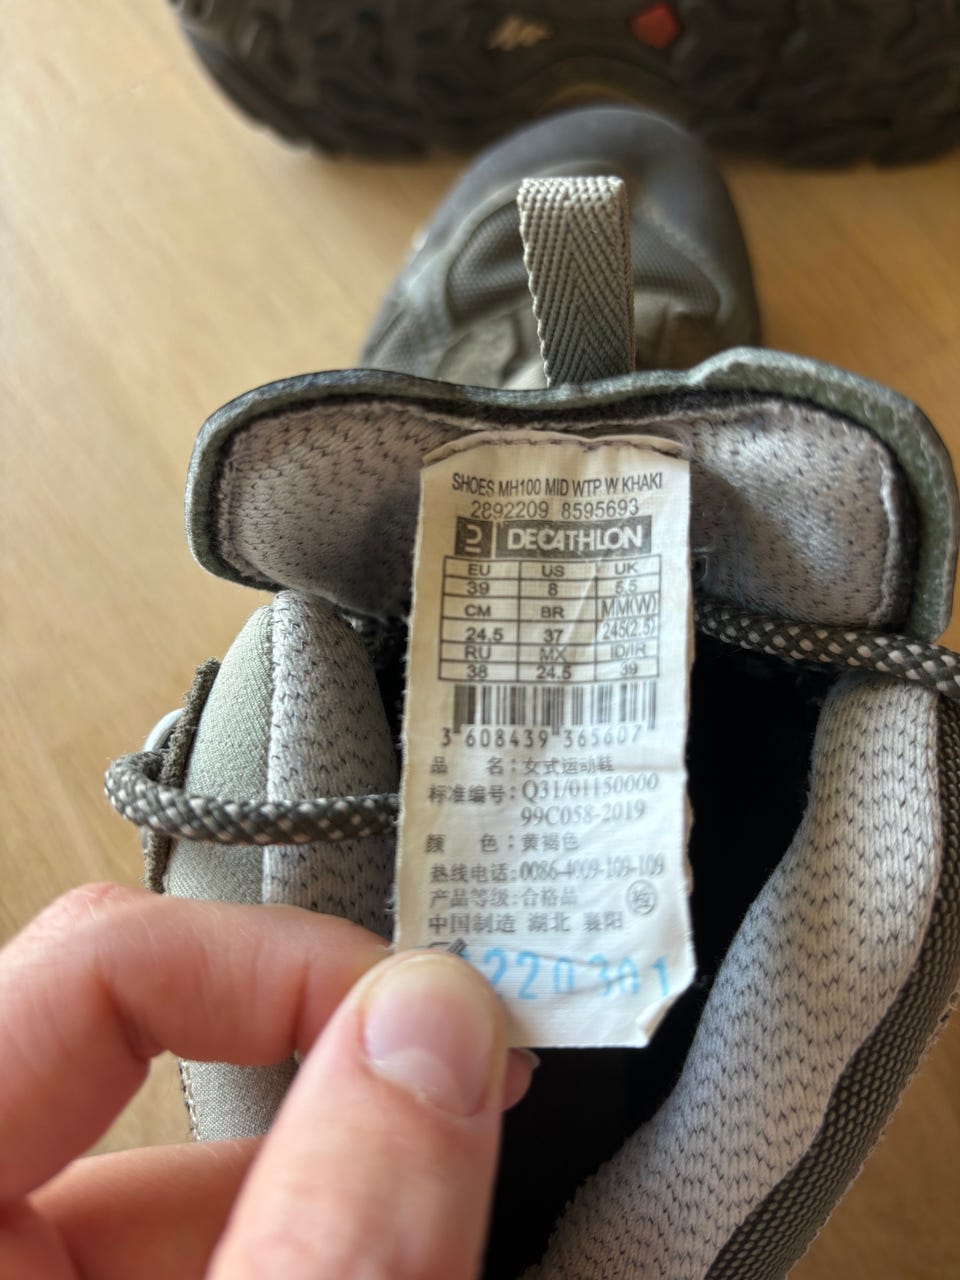 SHOES MH100 MID WTP W KHAKI
2892209 8595693
DECATHLON
EU US UK
39 8 5.5
CM BR MM(W)
24.5 37 245(2.5)
RU MX ID/IR
38 24.5 39
3 608439 365607
品 名：女式运动鞋
标准编号：Q31/01150000
99C058-2019
颜 色：黄褐色
热线电话：0086-4009-109-109
产品等级：合格品 检
中国制造 湖北 襄阳
220301